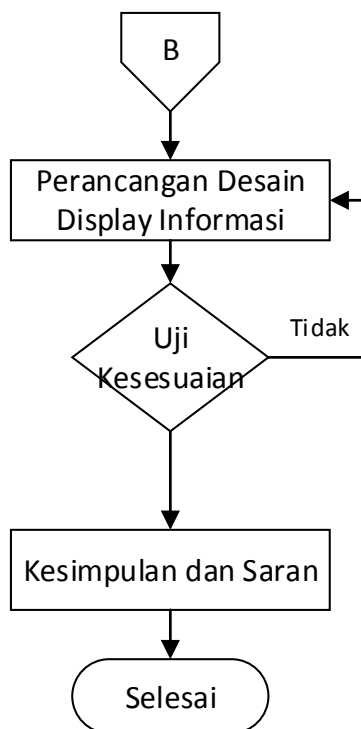 B
Perancangan Desain
Display Informasi
Uji
Kesesuaian
Tidak
Kesimpulan dan Saran
Selesai